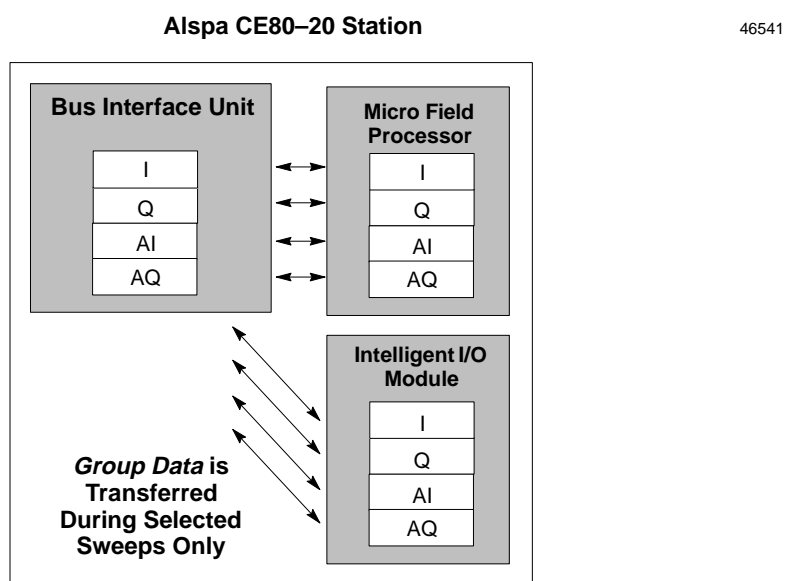 Alspa CE80–20 Station
46541
Bus Interface Unit
I
Q
AI
AQ
Micro Field
Processor
I
Q
AI
AQ
Intelligent I/O
Module
I
Q
AI
AQ
Group Data is
Transferred
During Selected
Sweeps Only